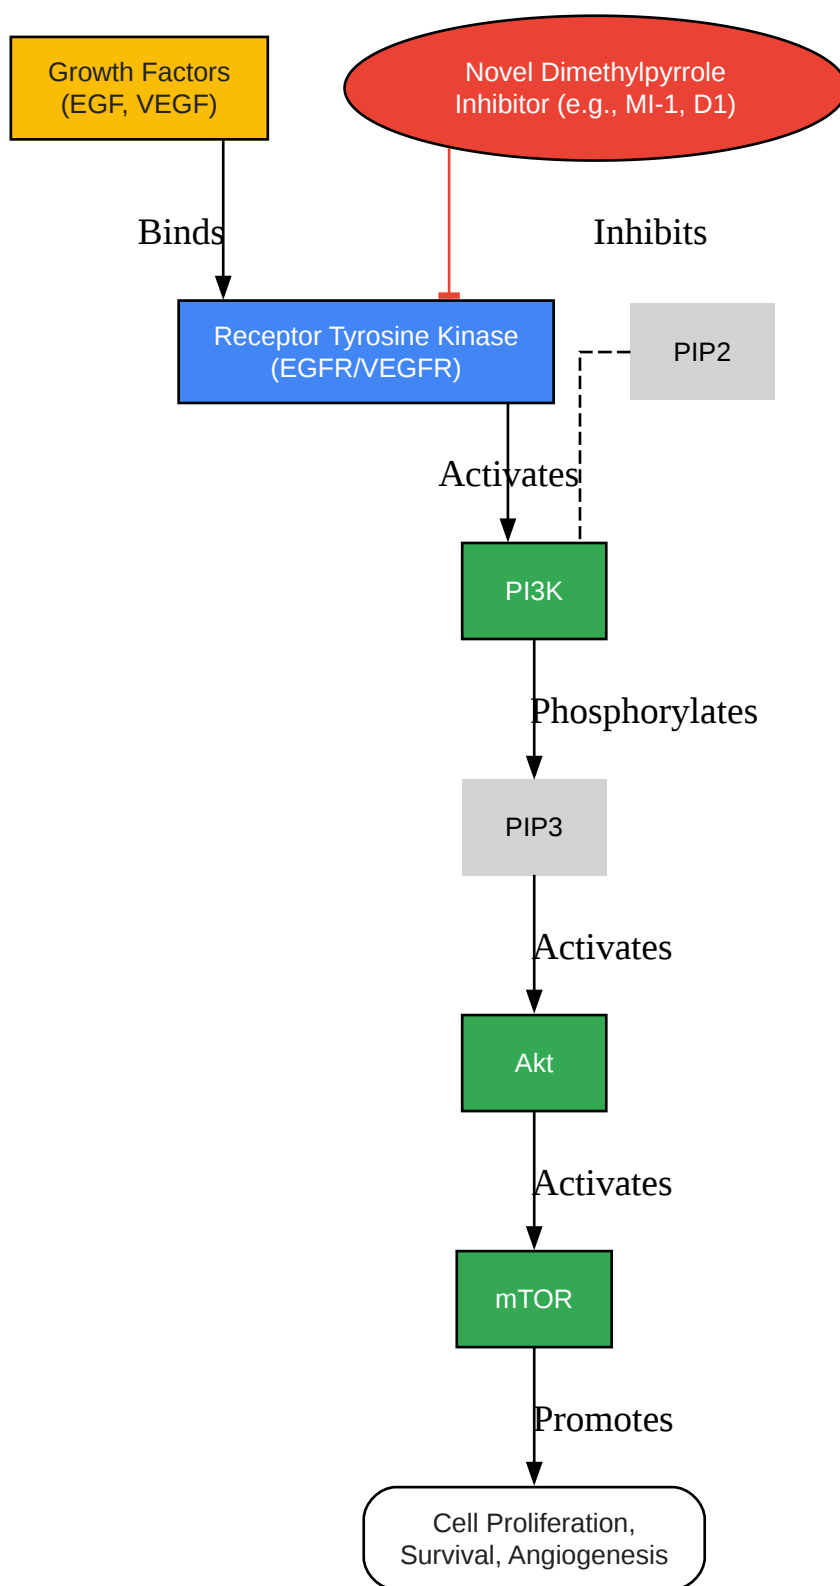 Growth Factors
(EGF, VEGF)
Novel Dimethylpyrrole
Inhibitor (e.g., MI-1, D1)
Binds
Inhibits
Receptor Tyrosine Kinase
(EGFR/VEGFR)
PIP2
Activates
PI3K
Phosphorylates
PIP3
Activates
Akt
Activates
mTOR
Promotes
Cell Proliferation,
Survival, Angiogenesis